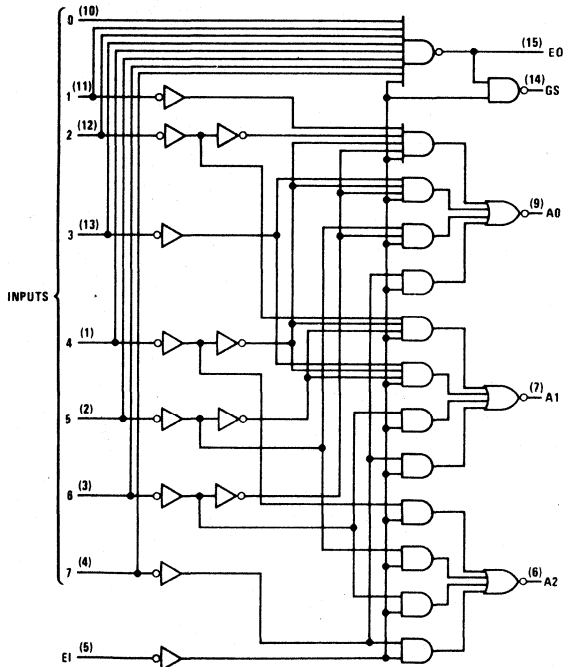 0 (10)
(15) EO
(14) GS
1 (11)
2 (12)
(9) A0
3 (13)
INPUTS
4 (1)
(7) A1
5 (2)
6 (3)
(6) A2
7 (4)
EI (5)